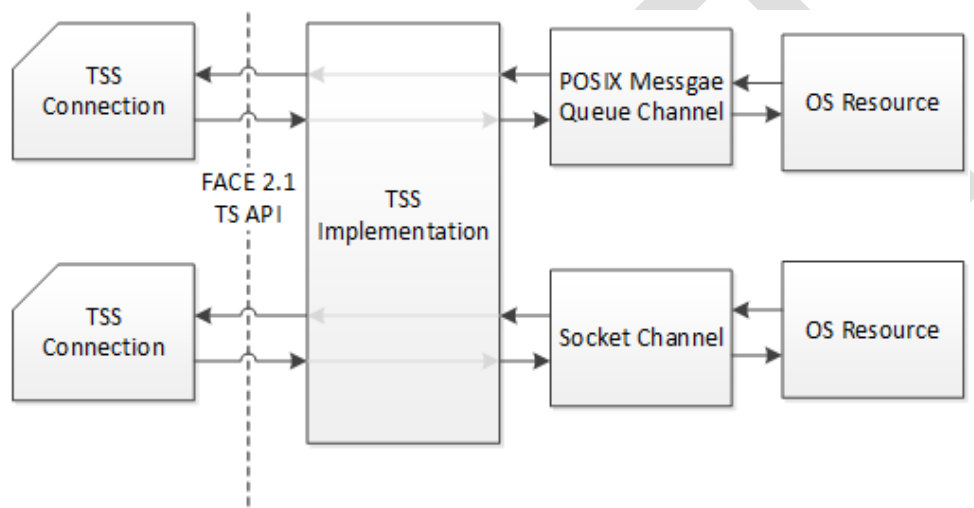 TSS
Connection
POSIX Messgae
Queue Channel
OS Resource
FACE 2.1
TS API
TSS
Implementation
TSS
Connection
Socket Channel
OS Resource